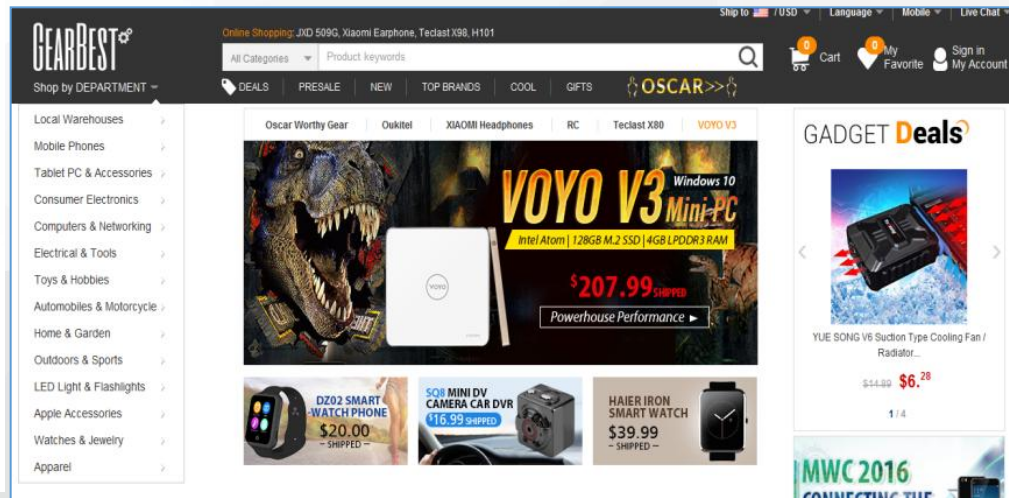 Ship to / USD Language Mobile Live Chat
GEARBEST
Online Shopping: JXD 509G, Xiaomi Earphone, Teclast X98, H101
All Categories Product keywords
0 Cart
0 My Favorite
Sign in
My Account
Shop by DEPARTMENT
DEALS PRESALE NEW TOP BRANDS COOL GIFTS OSCAR>>
Local Warehouses
Mobile Phones
Tablet PC & Accessories
Consumer Electronics
Computers & Networking
Electrical & Tools
Toys & Hobbies
Automobiles & Motorcycle
Home & Garden
Outdoors & Sports
LED Light & Flashlights
Apple Accessories
Watches & Jewelry
Apparel
Oscar Worthy Gear Oukitel XIAOMI Headphones RC Teclast X80 VOYO V3
VOYO V3 Windows 10
Mini PC
Intel Atom | 128GB M.2 SSD | 4GB LPDDR3 RAM
VOYO
$207.99 SHIPPED
Powerhouse Performance ►
DZ02 SMART
WATCH PHONE
$20.00
– SHIPPED –
SQ8 MINI DV
CAMERA CAR DVR
$16.99 SHIPPED
HAIER IRON
SMART WATCH
$39.99
– SHIPPED –
GADGET Deals
YUE SONG V6 Suction Type Cooling Fan /
Radiator...
$14.89 $6.28
1 / 4
MWC 2016
CONNECTING THE